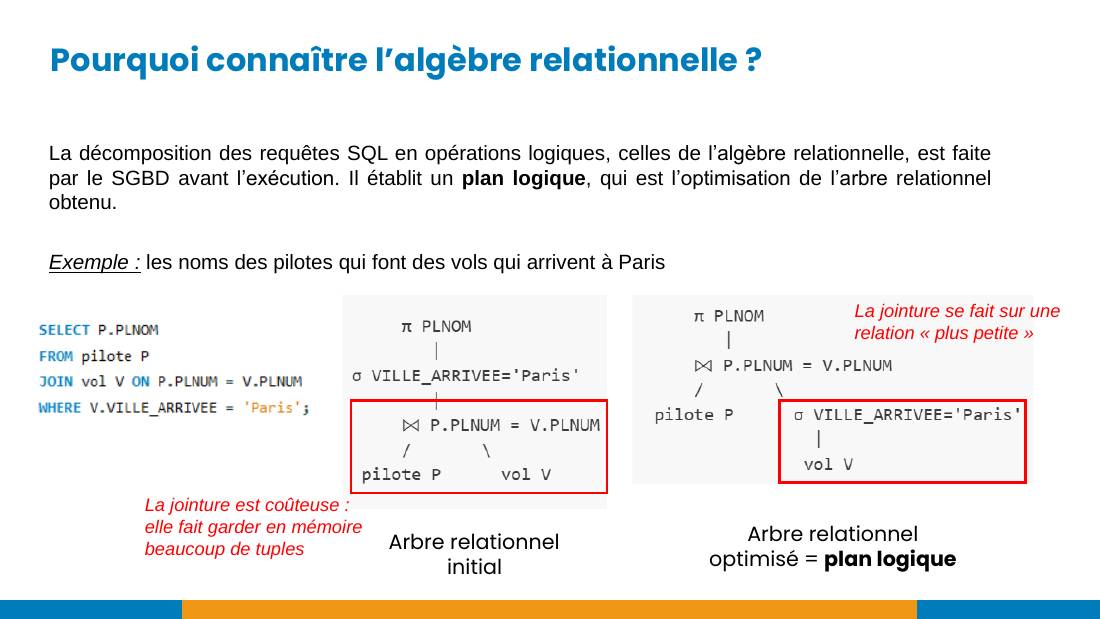 Pourquoi connaître l’algèbre relationnelle ?
La décomposition des requêtes SQL en opérations logiques, celles de l’algèbre relationnelle, est faite
par le SGBD avant l’exécution. Il établit un plan logique, qui est l’optimisation de l’arbre relationnel
obtenu.
Exemple : les noms des pilotes qui font des vols qui arrivent à Paris
SELECT P.PLNOM
FROM pilote P
JOIN vol V ON P.PLNUM = V.PLNUM
WHERE V.VILLE_ARRIVEE = 'Paris';
La jointure est coûteuse :
elle fait garder en mémoire
beaucoup de tuples
π PLNOM
|
σ VILLE_ARRIVEE='Paris'
|
⋈ P.PLNUM = V.PLNUM
/ \
pilote P vol V
Arbre relationnel
initial
La jointure se fait sur une
relation « plus petite »
π PLNOM
|
⋈ P.PLNUM = V.PLNUM
/ \
pilote P σ VILLE_ARRIVEE='Paris'
|
vol V
Arbre relationnel
optimisé = plan logique